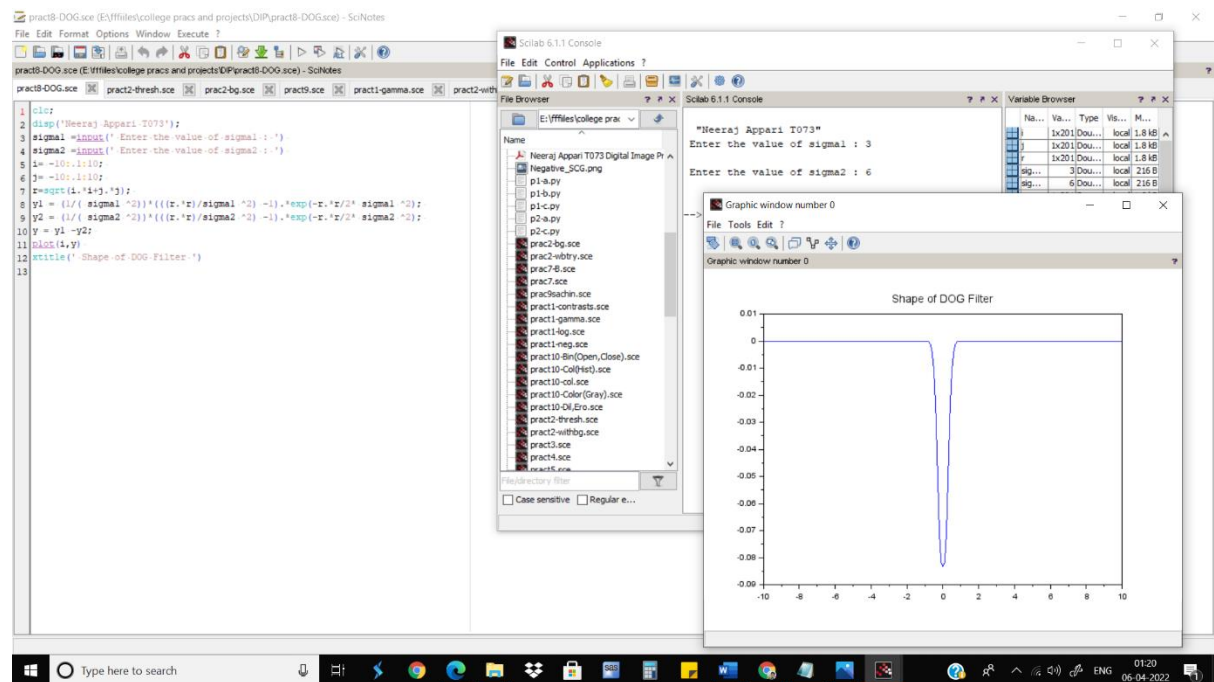 pract8-DOG.sce (E:\fffiiles\college pracs and projects\DIP\pract8-DOG.sce) - SciNotes
File Edit Format Options Window Execute ?
pract8-DOG.sce (E:\fffiiles\college pracs and projects\DIP\pract8-DOG.sce) - SciNotes
pract8-DOG.sce pract2-thresh.sce prac2-bg.sce pract9.sce pract1-gamma.sce pract2-with
1 clc;
2 disp("Neeraj Appari T073");
3 sigma1 =input(" Enter the value of sigma1 : ")
4 sigma2 =input(" Enter the value of sigma2 : ")
5 i= -10:.1:10;
6 j= -10:.1:10;
7 r=sqrt(i.*i+j.*j);
8 y1 = (1/( sigma1 ^2))*(((r.*r)/sigma1 ^2) -1).*exp(-r.*r/2* sigma1 ^2);
9 y2 = (1/( sigma2 ^2))*(((r.*r)/sigma2 ^2) -1).*exp(-r.*r/2* sigma2 ^2);
10 y = y1 -y2;
11 plot(i,y)
12 xtitle(' Shape of DOG Filter ')
13
Scilab 6.1.1 Console
File Edit Control Applications ?
File Browser
E:\fffiiles\college prac
Name
Neeraj Appari T073 Digital Image Pr
Negative_SCG.png
p1-a.py
p1-b.py
p1-c.py
p2-a.py
p2-c.py
prac2-bg.sce
prac2-wbtry.sce
prac7-B.sce
prac7.sce
prac9sachin.sce
pract1-contrasts.sce
pract1-gamma.sce
pract1-log.sce
pract1-neg.sce
pract10-Bin(Open,Close).sce
pract10-Col(Hist).sce
pract10-col.sce
pract10-Color(Gray).sce
pract10-Dil,Ero.sce
pract2-thresh.sce
pract2-withbg.sce
pract3.sce
pract4.sce
pract5.sce
File/directory filter
Case sensitive Regular e...
Scilab 6.1.1 Console
"Neeraj Appari T073"
Enter the value of sigma1 : 3
Enter the value of sigma2 : 6
-->
Variable Browser
Na... Va... Type Vis... M...
i 1x201 Dou... local 1.8 kB
j 1x201 Dou... local 1.8 kB
r 1x201 Dou... local 1.8 kB
sig... 3 Dou... local 216 B
sig... 6 Dou... local 216 B
Graphic window number 0
File Tools Edit ?
Graphic window number 0
Shape of DOG Filter
0.01
0
-0.01
-0.02
-0.03
-0.04
-0.05
-0.06
-0.07
-0.08
-0.09
-10 -8 -6 -4 -2 0 2 4 6 8 10
Type here to search
sas
ENG
01:20
06-04-2022